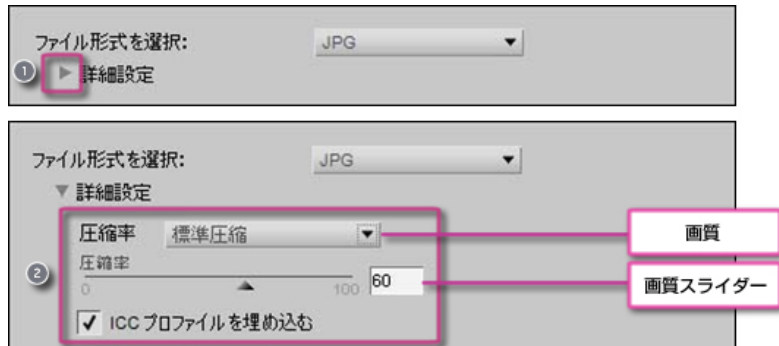 ファイル形式を選択: JPG
1 詳細設定
ファイル形式を選択: JPG
詳細設定
圧縮率 標準圧縮
画質
2
圧縮率
0 100 60
画質スライダー
ICCプロファイルを埋め込む